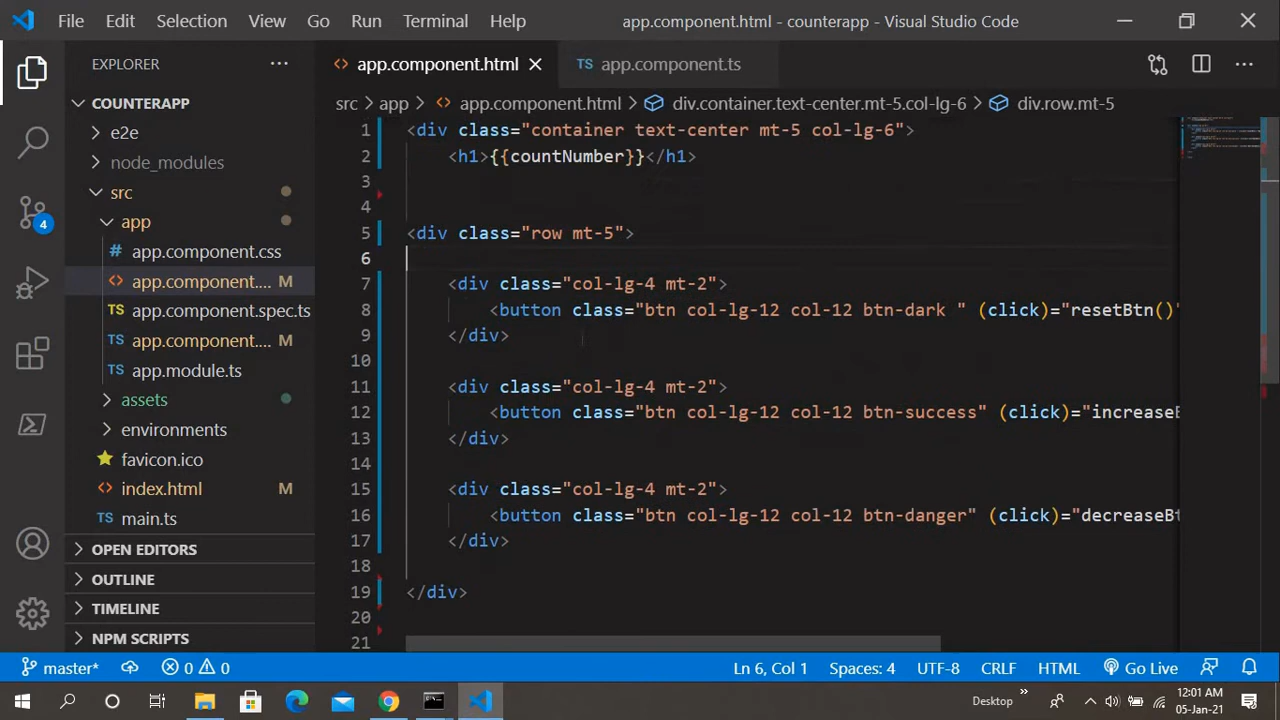 File Edit Selection View Go Run Terminal Help app.component.html - counterapp - Visual Studio Code
EXPLORER ... app.component.html TS app.component.ts ...
COUNTERAPP src > app > <> app.component.html > div.container.text-center.mt-5.col-lg-6 > div.row.mt-5
e2e
node_modules
src
app
# app.component.css
<> app.component.... M
TS app.component.spec.ts
TS app.component.... M
TS app.module.ts
assets
environments
favicon.ico
<> index.html M
TS main.ts
OPEN EDITORS
OUTLINE
TIMELINE
NPM SCRIPTS
4
1 <div class="container text-center mt-5 col-lg-6">
2 <h1>{{countNumber}}</h1>
3
4
5 <div class="row mt-5">
6
7 <div class="col-lg-4 mt-2">
8 <button class="btn col-lg-12 col-12 btn-dark " (click)="resetBtn()"
9 </div>
10
11 <div class="col-lg-4 mt-2">
12 <button class="btn col-lg-12 col-12 btn-success" (click)="increaseB
13 </div>
14
15 <div class="col-lg-4 mt-2">
16 <button class="btn col-lg-12 col-12 btn-danger" (click)="decreaseBt
17 </div>
18
19 </div>
20
21
master* 0 0 Ln 6, Col 1 Spaces: 4 UTF-8 CRLF HTML Go Live
Desktop » 12:01 AM
05-Jan-21